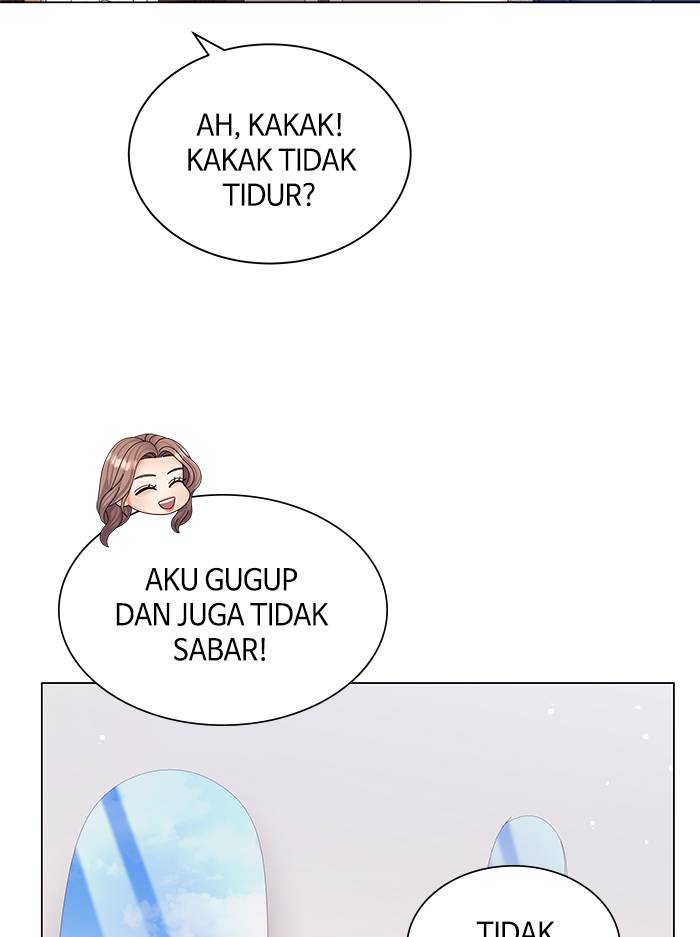 AH, KAKAK!
KAKAK TIDAK
TIDUR?
AKU GUGUP
DAN JUGA TIDAK
SABAR!
TIDAK